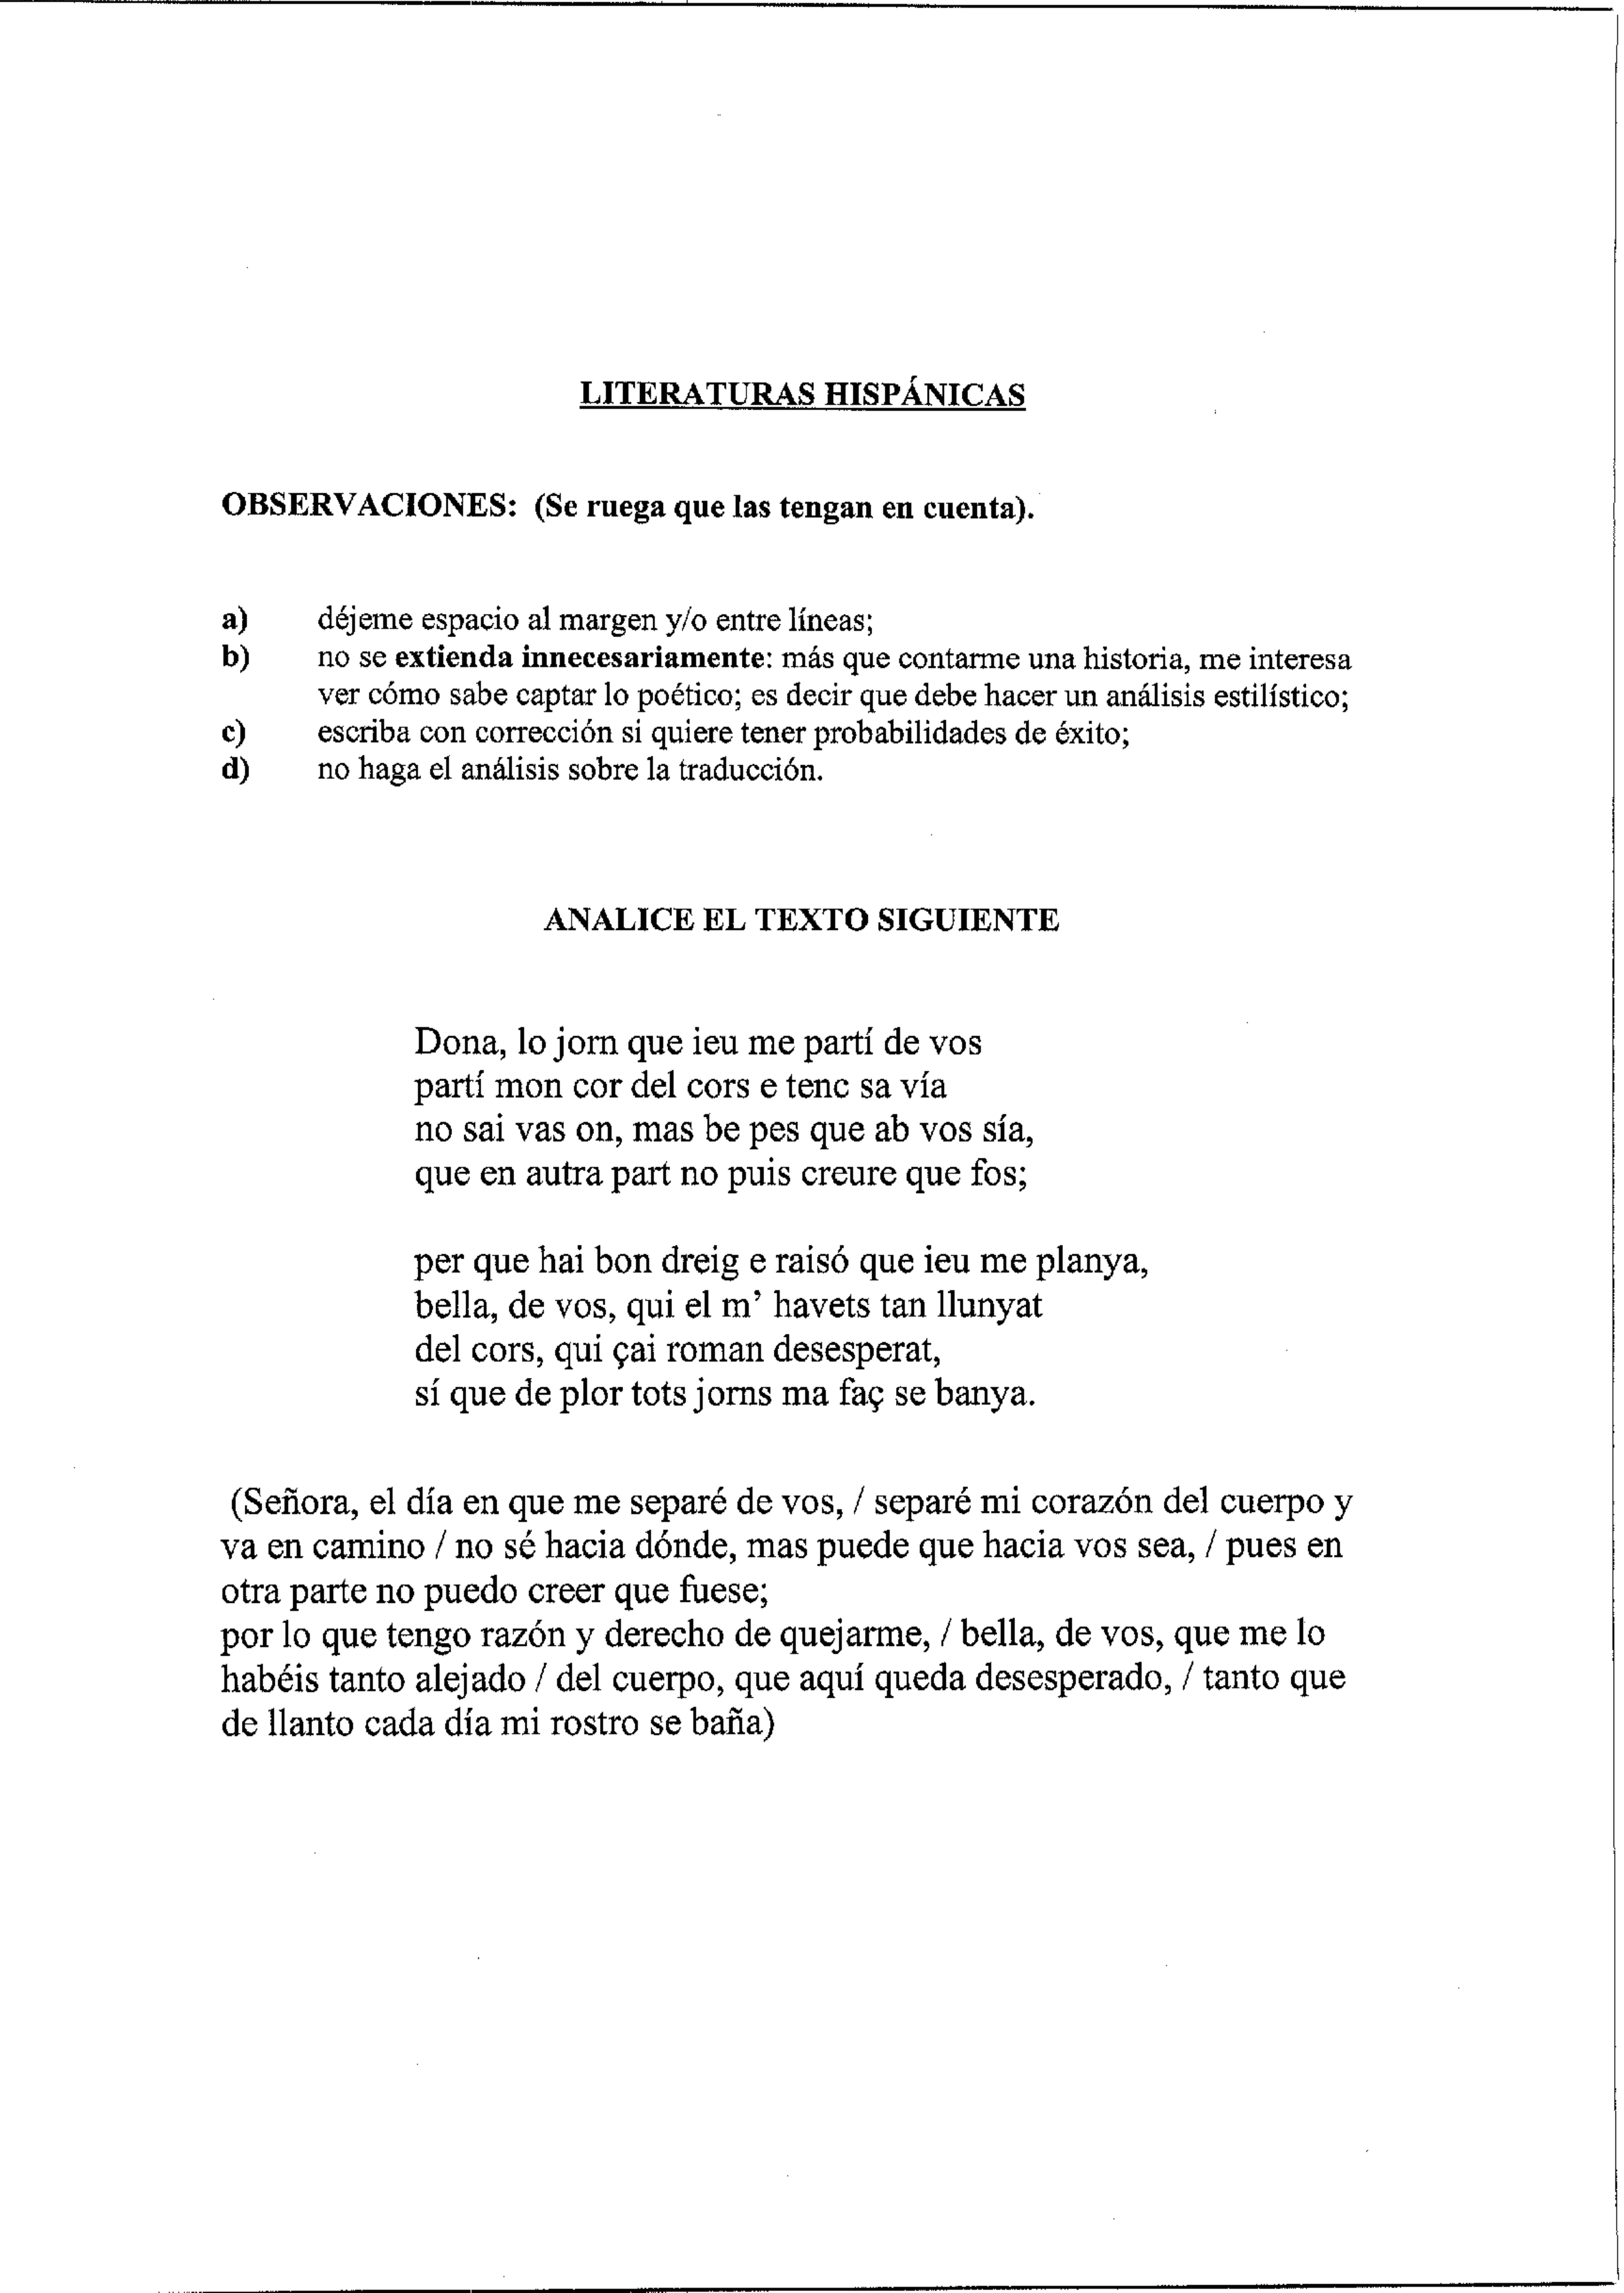 LITERATURAS HISPÁNICAS
OBSERVACIONES: (Se ruega que las tengan en cuenta).
a) déjeme espacio al margen y/o entre líneas;
b) no se extienda innecesariamente: más que contarme una historia, me interesa
ver cómo sabe captar lo poético; es decir que debe hacer un análisis estilístico;
c) escriba con corrección si quiere tener probabilidades de éxito;
d) no haga el análisis sobre la traducción.
ANALICE EL TEXTO SIGUIENTE
Dona, lo jorn que ieu me partí de vos
partí mon cor del cors e tenc sa vía
no sai vas on, mas be pes que ab vos sía,
que en autra part no puis creure que fos;
per que hai bon dreig e raisó que ieu me planya,
bella, de vos, qui el m’ havets tan llunyat
del cors, qui çai roman desesperat,
sí que de plor tots jorns ma faç se banya.
(Señora, el día en que me separé de vos, / separé mi corazón del cuerpo y
va en camino / no sé hacia dónde, mas puede que hacia vos sea, / pues en
otra parte no puedo creer que fuese;
por lo que tengo razón y derecho de quejarme, / bella, de vos, que me lo
habéis tanto alejado / del cuerpo, que aquí queda desesperado, / tanto que
de llanto cada día mi rostro se baña)